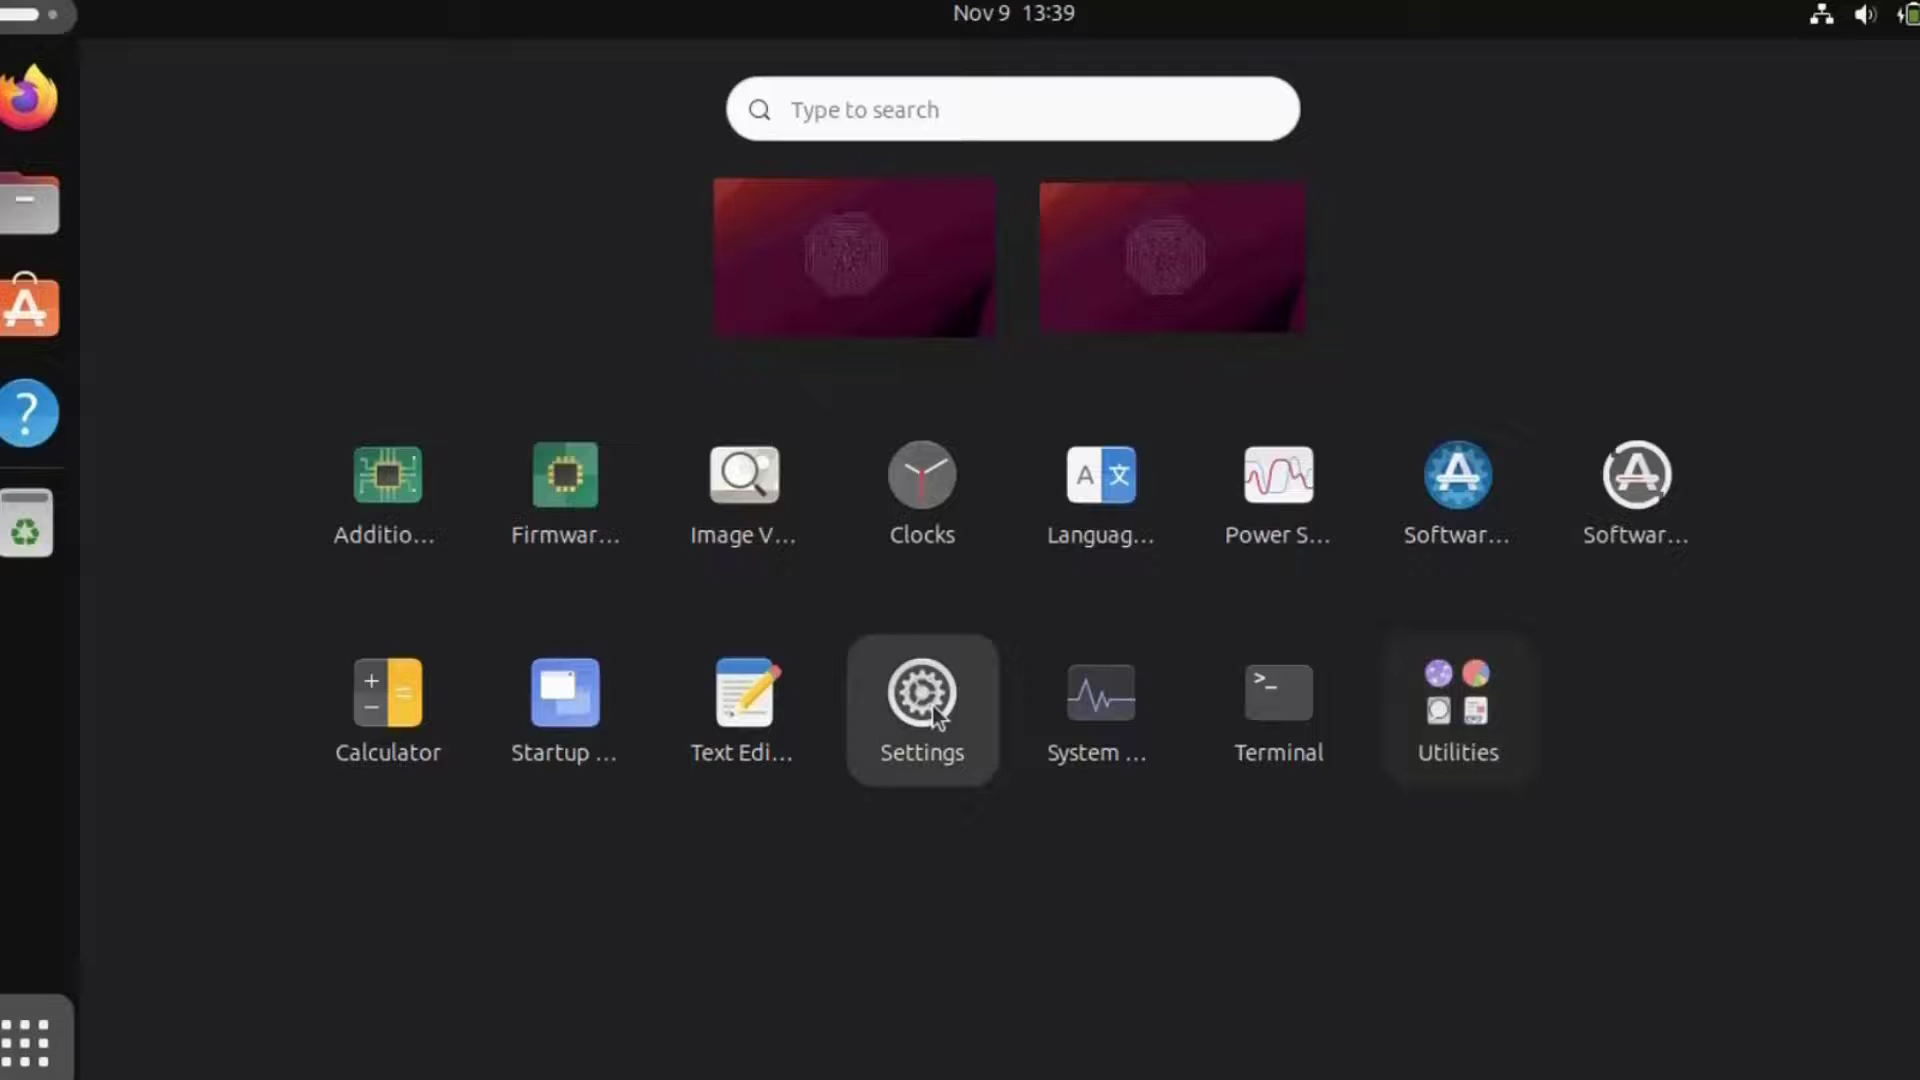 Nov 9 13:39
Type to search
Additio...
Firmwar...
Image V...
Clocks
Languag...
Power S...
Softwar...
Softwar...
Calculator
Startup ...
Text Edi...
Settings
System ...
Terminal
Utilities